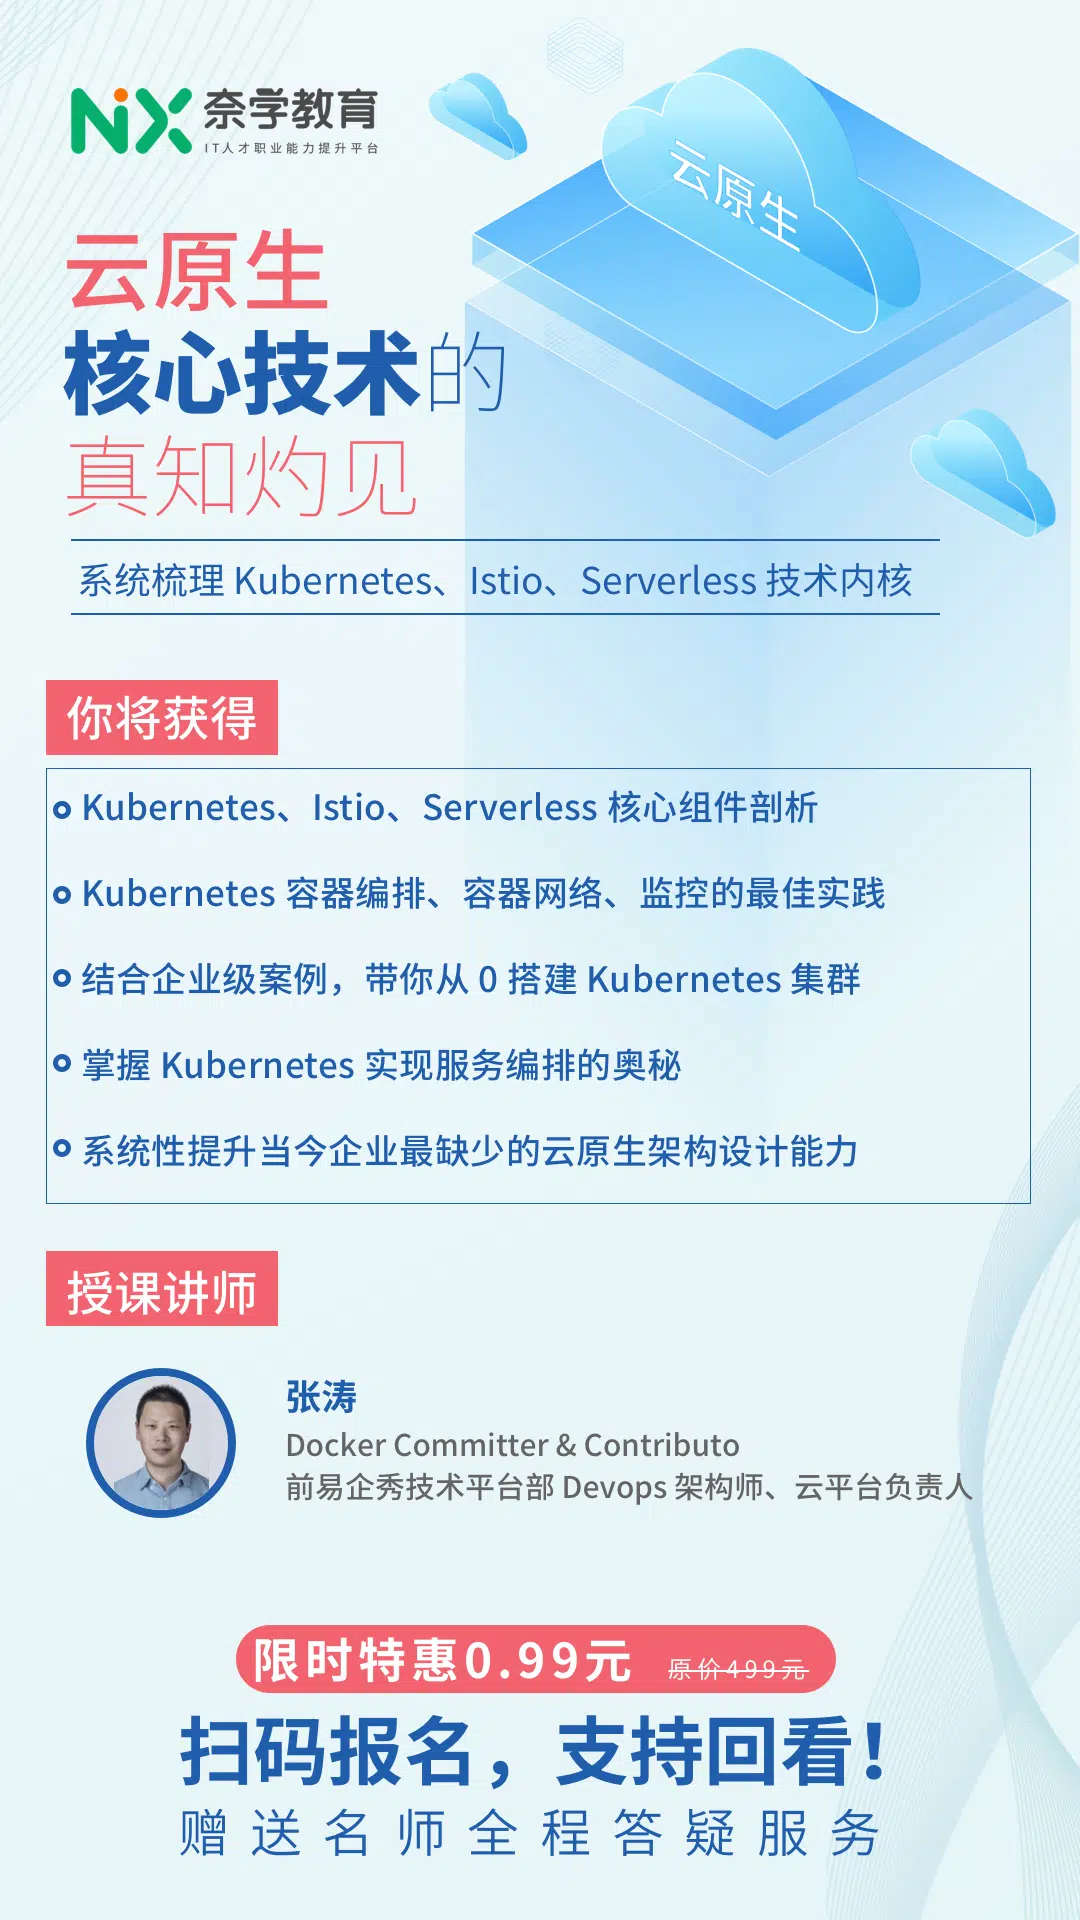 NiX 奈学教育
IT人才职业能力提升平台
云原生
云原生
核心技术的
真知灼见
系统梳理 Kubernetes、Istio、Serverless 技术内核
你将获得
Kubernetes、Istio、Serverless 核心组件剖析
Kubernetes 容器编排、容器网络、监控的最佳实践
结合企业级案例，带你从 0 搭建 Kubernetes 集群
掌握 Kubernetes 实现服务编排的奥秘
系统性提升当今企业最缺少的云原生架构设计能力
授课讲师
张涛
Docker Committer & Contributo
前易企秀技术平台部 Devops 架构师、云平台负责人
限时特惠0.99元 原价499元
扫码报名，支持回看！
赠送名师全程答疑服务